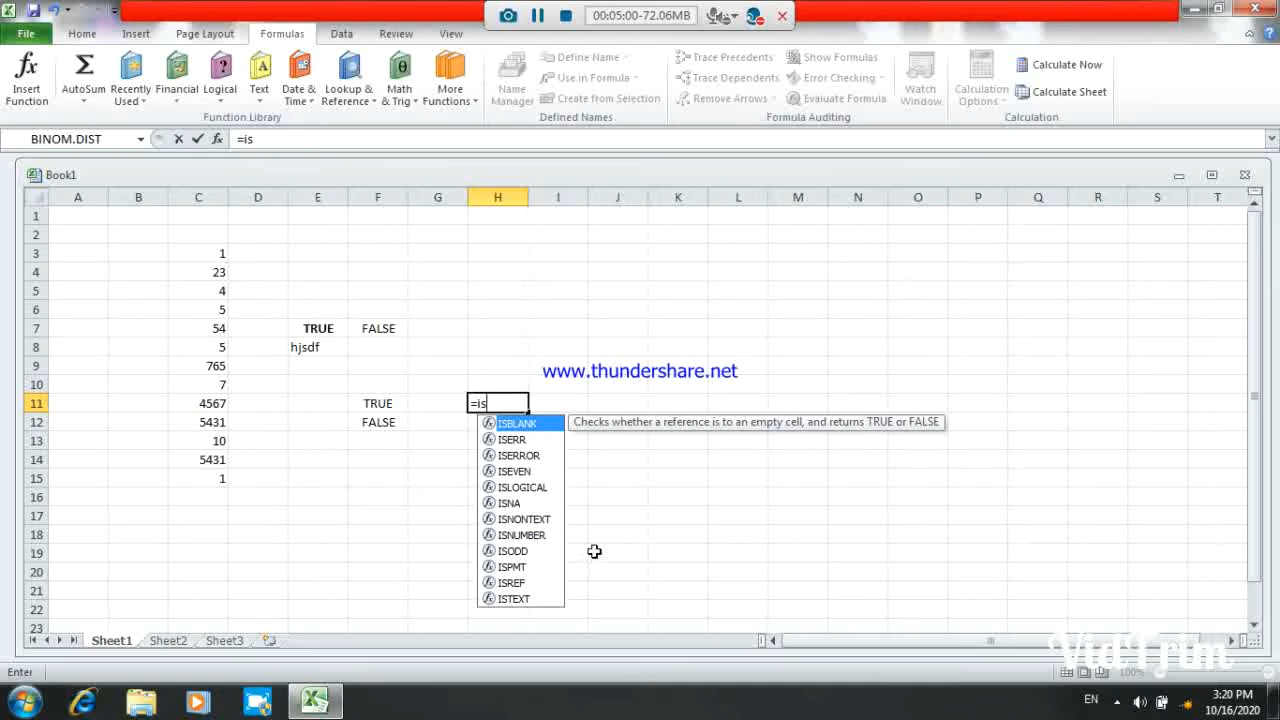 00:05:00-72.06MB
File Home Insert Page Layout Formulas Data Review View
Insert Function
AutoSum
Recently Used
Financial
Logical
Text
Date & Time
Lookup & Reference
Math & Trig
More Functions
Function Library
Name Manager
Define Name
Use in Formula
Create from Selection
Defined Names
Trace Precedents
Trace Dependents
Remove Arrows
Show Formulas
Error Checking
Evaluate Formula
Watch Window
Formula Auditing
Calculation Options
Calculate Now
Calculate Sheet
Calculation
BINOM.DIST fx =is
Book1
A B C D E F G H I J K L M N O P Q R S T
1
2
3 1
4 23
5 4
6 5
7 54 TRUE FALSE
8 5 hjsdf
9 765
www.thundershare.net
10 7
11 4567 TRUE =is
12 5431 FALSE
ISBLANK Checks whether a reference is to an empty cell, and returns TRUE or FALSE
13 10
ISERR
14 5431
ISERROR
15 1
ISEVEN
16
ISLOGICAL
17
ISNA
18
ISNONTEXT
ISNUMBER
19
ISODD
20
ISPMT
21
ISREF
22
ISTEXT
23
Sheet1 Sheet2 Sheet3
VidTrim
Enter 100%
EN 3:20 PM
10/16/2020